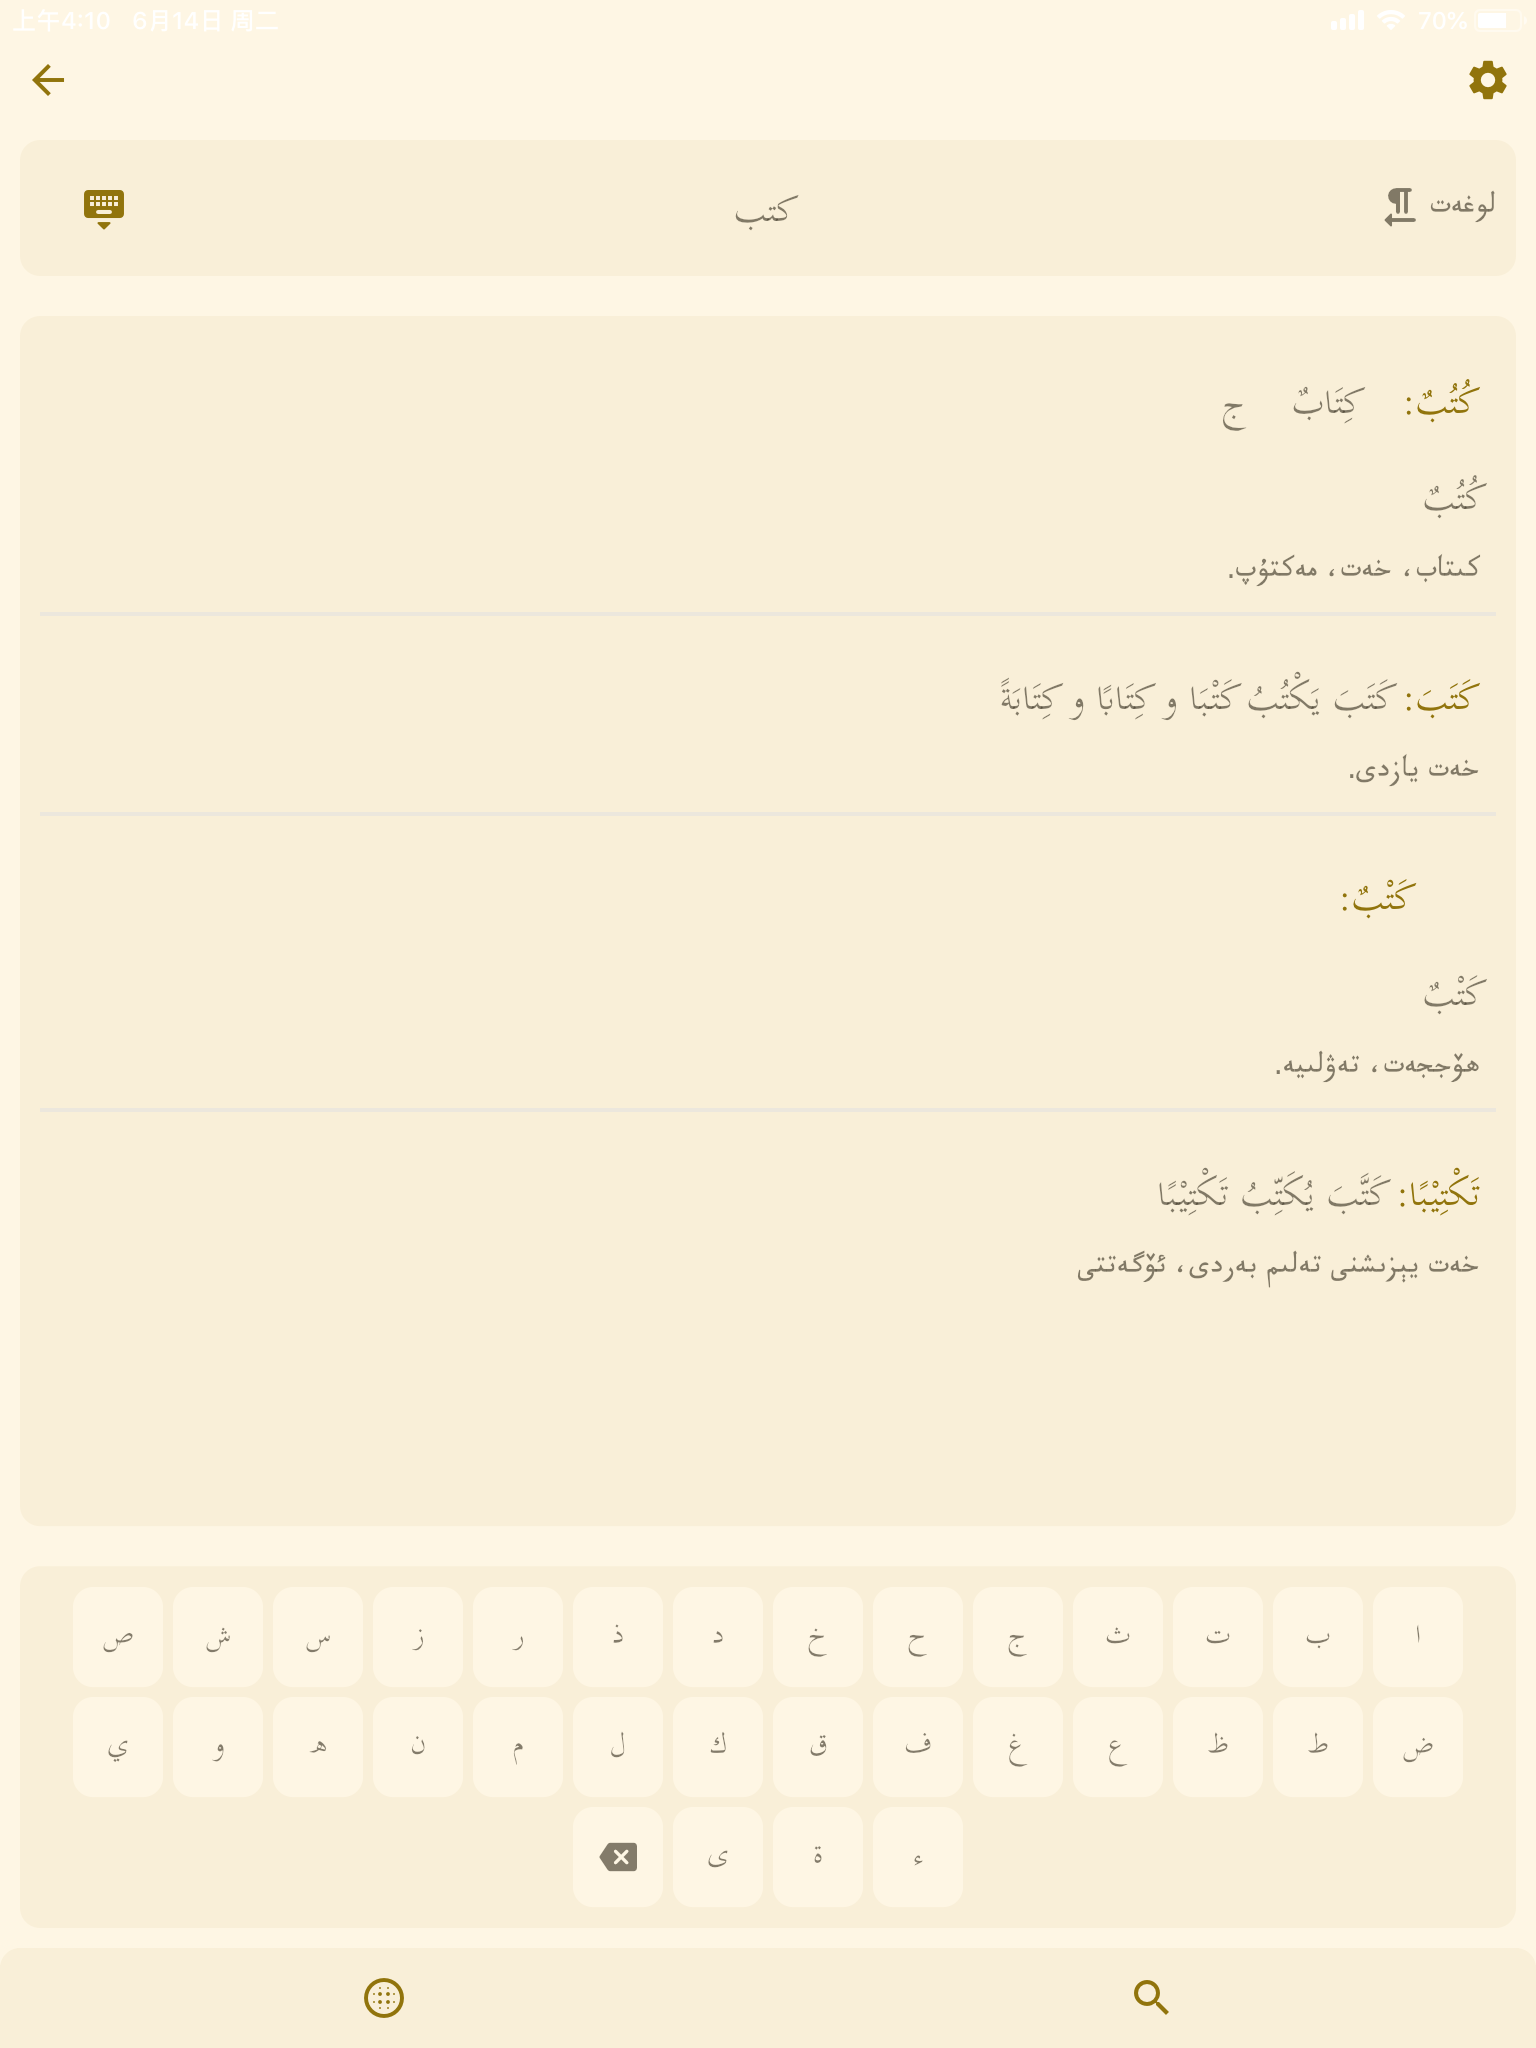 上午4:10 6月14日 周二 70%
لوغەت
كتب
كُتُبٌ: كِتَابٌ ج
كُتُبٌ
كىتاب، خەت، مەكتۇپ.
كَتَبَ: كَتَبَ يَكْتُبُ كَتْبَا و كِتَابًا و كِتَابَةً
خەت يازدى.
كَتْبٌ:
كَتْبٌ
ھۆججەت، تەۋلىيە.
تَكْتِيْبًا: كَتَّبَ يُكَتِّبُ تَكْتِيْبًا
خەت يېزىشنى تەلىم بەردى، ئۆگەتتى
ا ب ت ث ج ح خ د ذ ر ز س ش ص
ض ط ظ ع غ ف ق ك ل م ن ه و ي
ء ة ى